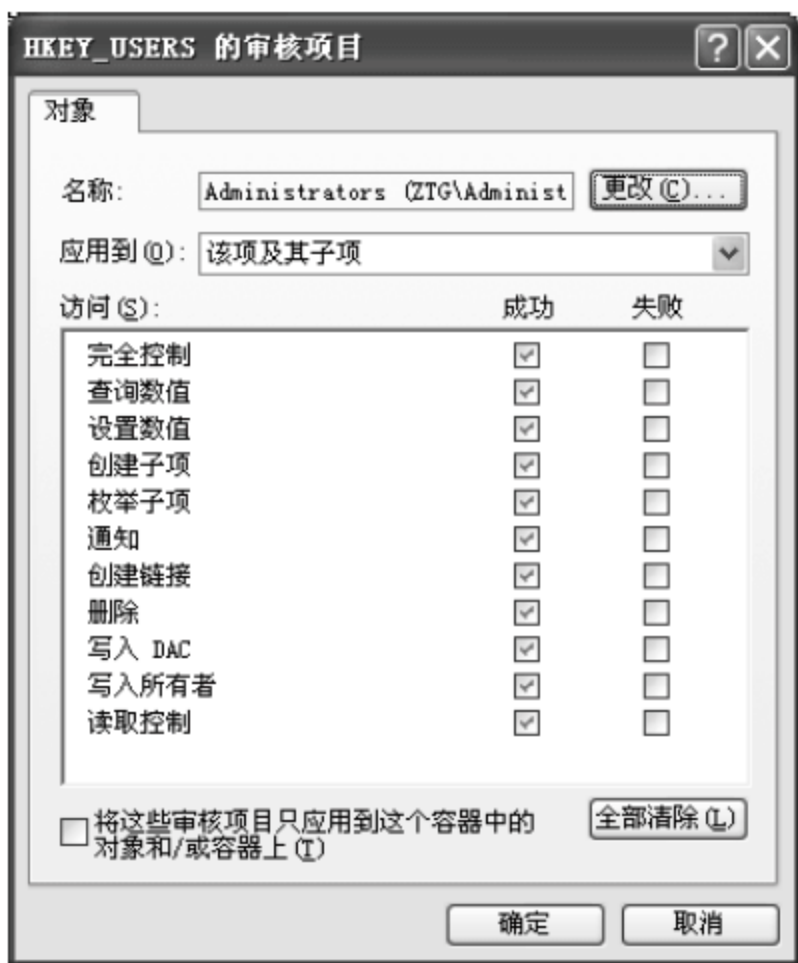 HKEY_USERS 的审核项目
对象
名称: Administrators (ZTG\Administ 更改(C)...
应用到(O): 该项及其子项
访问(S): 成功 失败
完全控制
查询数值
设置数值
创建子项
枚举子项
通知
创建链接
删除
写入 DAC
写入所有者
读取控制
将这些审核项目只应用到这个容器中的
对象和/或容器上(T)
全部清除(L)
确定 取消